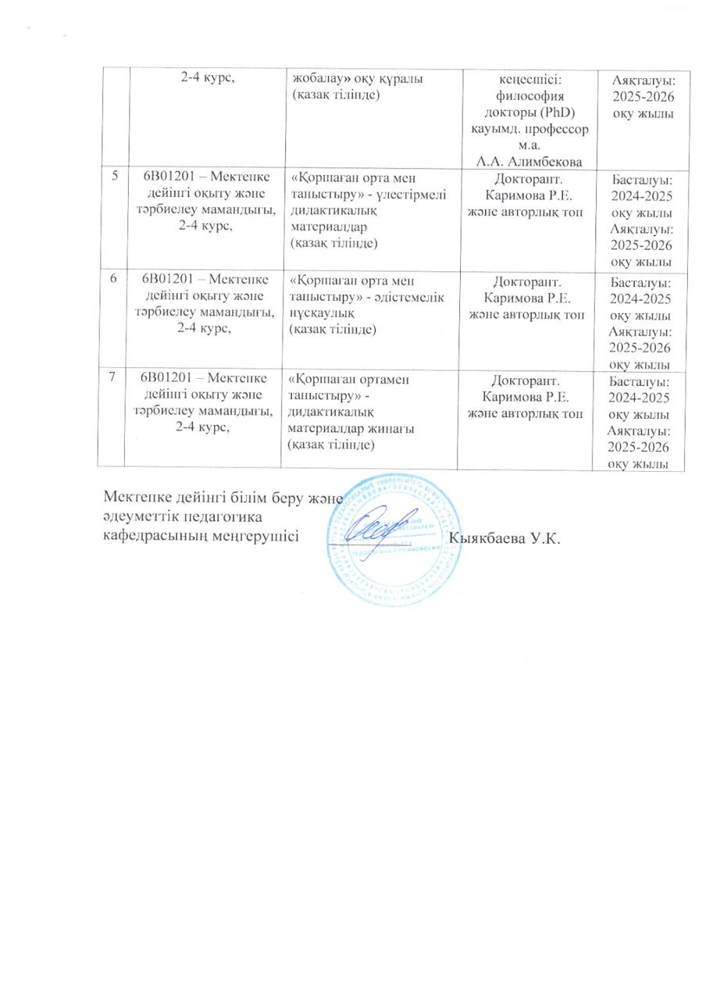 2-4 курс,
жобалау» оқу құралы
(қазақ тілінде)
кеңесшісі:
философия
докторы (PhD)
қауымд. профессор
м.а.
А.А. Алимбекова
Аяқталуы:
2025-2026
оқу жылы
5
6В01201 – Мектепке
дейінгі оқыту және
тәрбиелеу мамандығы,
2-4 курс,
«Қоршаған орта мен
таныстыру» - үлестірмелі
дидактикалық
материалдар
(қазақ тілінде)
Докторант.
Каримова Р.Е.
және авторлық топ
Басталуы:
2024-2025
оқу жылы
Аяқталуы:
2025-2026
оқу жылы
6
6В01201 – Мектепке
дейінгі оқыту және
тәрбиелеу мамандығы,
2-4 курс,
«Қоршаған орта мен
таныстыру» - әдістемелік
нұсқаулық
(қазақ тілінде)
Докторант.
Каримова Р.Е.
және авторлық топ
Басталуы:
2024-2025
оқу жылы
Аяқталуы:
2025-2026
оқу жылы
7
6В01201 – Мектепке
дейінгі оқыту және
тәрбиелеу мамандығы,
2-4 курс,
«Қоршаған ортамен
таныстыру» -
дидактикалық
материалдар жинағы
(қазақ тілінде)
Докторант.
Каримова Р.Е.
және авторлық топ
Басталуы:
2024-2025
оқу жылы
Аяқталуы:
2025-2026
оқу жылы
Мектепке дейінгі білім беру және
әлеуметтік педагогика
кафедрасының меңгерушісі
Кыякбаева У.К.